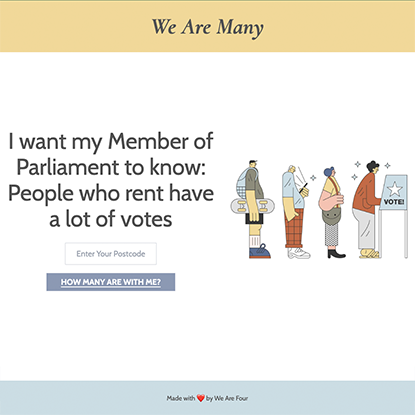 We Are Many
I want my Member of
Parliament to know:
People who rent have
a lot of votes
Enter Your Postcode
HOW MANY ARE WITH ME?
VOTE!
Made with ❤️ by We Are Four